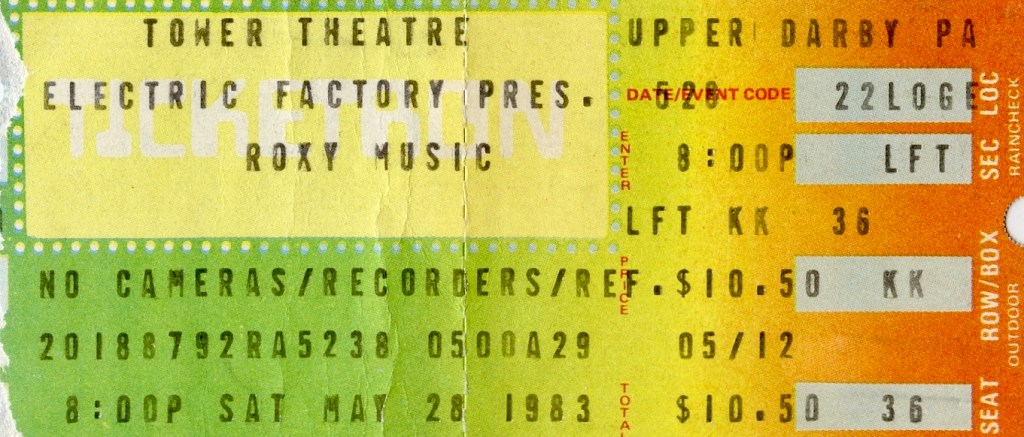 TOWER THEATRE UPPER DARBY PA
TICKETRON
ELECTRIC FACTORY PRES. DATE/EVENT CODE 528 22LOGE
ROXY MUSIC ENTER 8:00P LFT
LFT KK 36
NO CAMERAS/RECORDERS/REF. PRICE $10.50 KK
20188792RA5238 0500A29 05/12
8:00P SAT MAY 28 1983 TOTAL $10.50 36
SEC LOC
RAINCHECK
ROW/BOX
OUTDOOR
SEAT